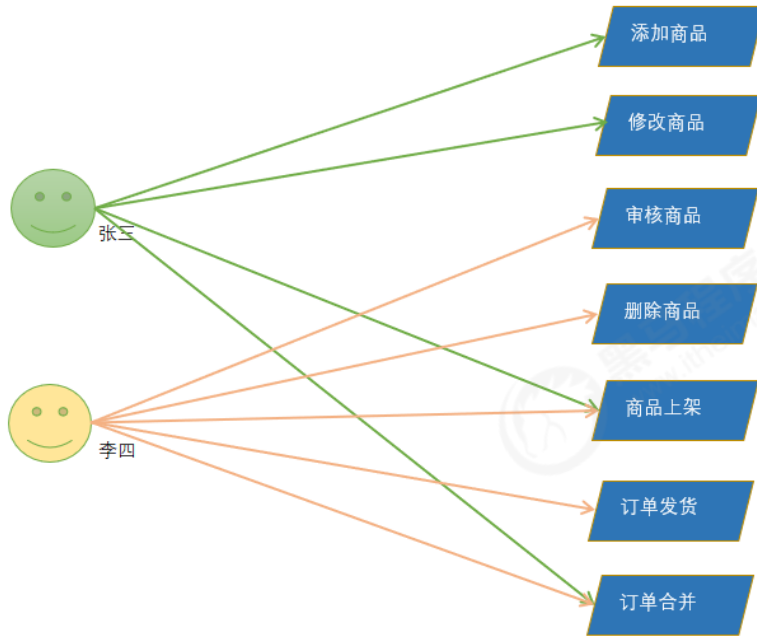 添加商品
修改商品
审核商品
张三
删除商品
商品上架
李四
订单发货
订单合并